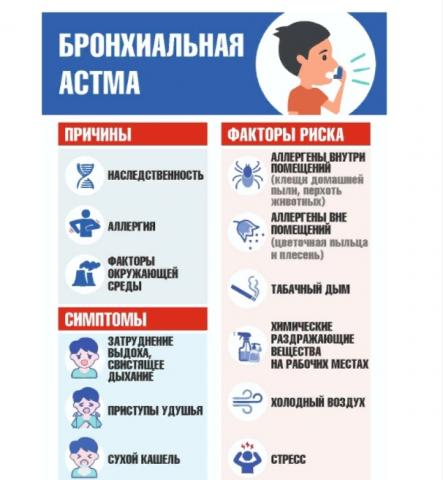 БРОНХИАЛЬНАЯ
АСТМА
ПРИЧИНЫ
НАСЛЕДСТВЕННОСТЬ
АЛЛЕРГИЯ
ФАКТОРЫ
ОКРУЖАЮЩЕЙ
СРЕДЫ
СИМПТОМЫ
ЗАТРУДНЕНИЕ
ВЫДОХА,
СВИСТЯЩЕЕ
ДЫХАНИЕ
ПРИСТУПЫ УДУШЬЯ
СУХОЙ КАШЕЛЬ
ФАКТОРЫ РИСКА
АЛЛЕРГЕНЫ ВНУТРИ
ПОМЕЩЕНИЙ
(клещи домашней
пыли, перхоть
животных)
АЛЛЕРГЕНЫ ВНЕ
ПОМЕЩЕНИЙ
(цветочная пыльца
и плесень)
ТАБАЧНЫЙ ДЫМ
ХИМИЧЕСКИЕ
РАЗДРАЖАЮЩИЕ
ВЕЩЕСТВА
НА РАБОЧИХ МЕСТАХ
ХОЛОДНЫЙ ВОЗДУХ
СТРЕСС